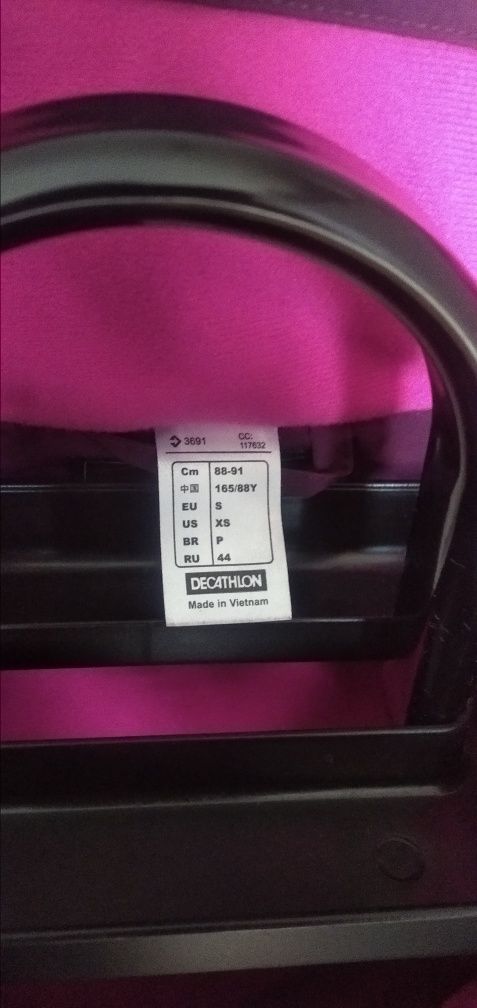 3691 CC:
117632
Cm 88-91
中国 165/88Y
EU S
US XS
BR P
RU 44
DECATHLON
Made in Vietnam